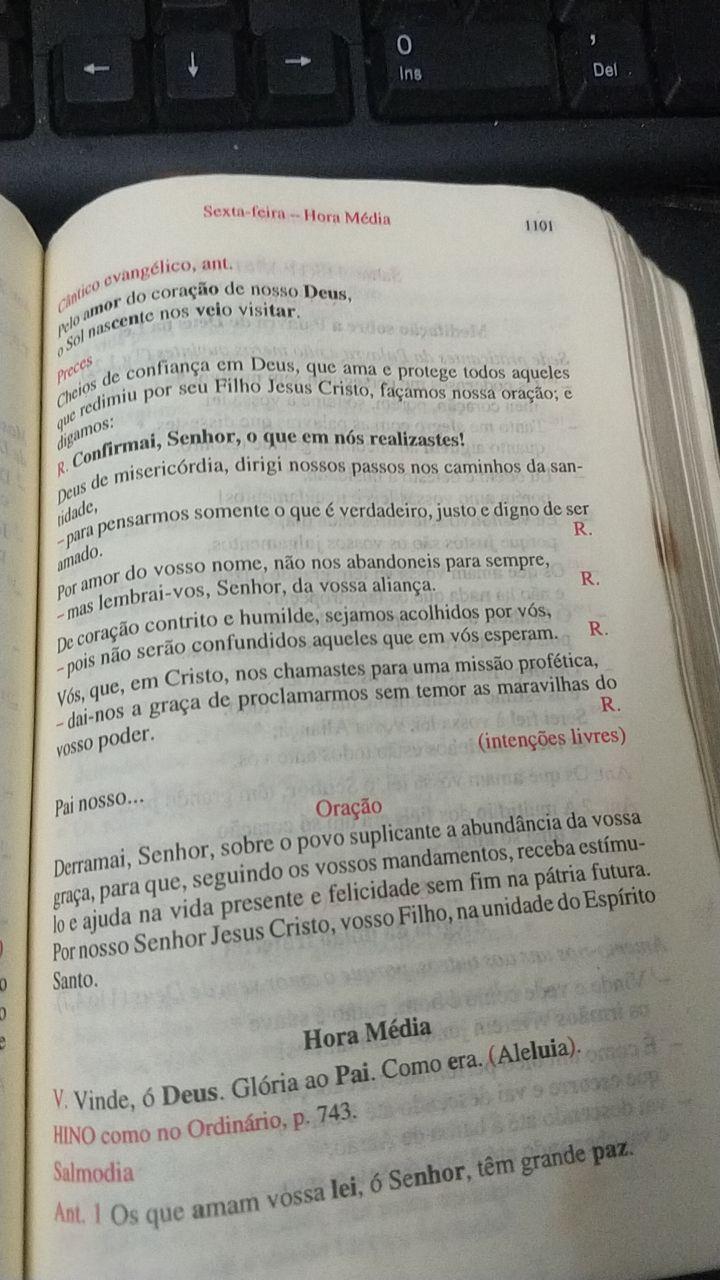 ← ↓ → 0 Ins , Del
Sexta-feira – Hora Média 1101
Cântico evangélico, ant.
Pelo amor do coração de nosso Deus,
o Sol nascente nos veio visitar.
Preces
Cheios de confiança em Deus, que ama e protege todos aqueles
que redimiu por seu Filho Jesus Cristo, façamos nossa oração; e
digamos:
R. Confirmai, Senhor, o que em nós realizastes!
Deus de misericórdia, dirigi nossos passos nos caminhos da san-
tidade,
– para pensarmos somente o que é verdadeiro, justo e digno de ser
amado. R.
Por amor do vosso nome, não nos abandoneis para sempre,
– mas lembrai-vos, Senhor, da vossa aliança. R.
De coração contrito e humilde, sejamos acolhidos por vós,
– pois não serão confundidos aqueles que em vós esperam. R.
Vós, que, em Cristo, nos chamastes para uma missão profética,
– dai-nos a graça de proclamarmos sem temor as maravilhas do
vosso poder. R.
(intenções livres)
Pai nosso...
Oração
Derramai, Senhor, sobre o povo suplicante a abundância da vossa
graça, para que, seguindo os vossos mandamentos, receba estímu-
lo e ajuda na vida presente e felicidade sem fim na pátria futura.
Por nosso Senhor Jesus Cristo, vosso Filho, na unidade do Espírito
Santo.
Hora Média
V. Vinde, ó Deus. Glória ao Pai. Como era. (Aleluia).
HINO como no Ordinário, p. 743.
Salmodia
Ant. 1 Os que amam vossa lei, ó Senhor, têm grande paz.